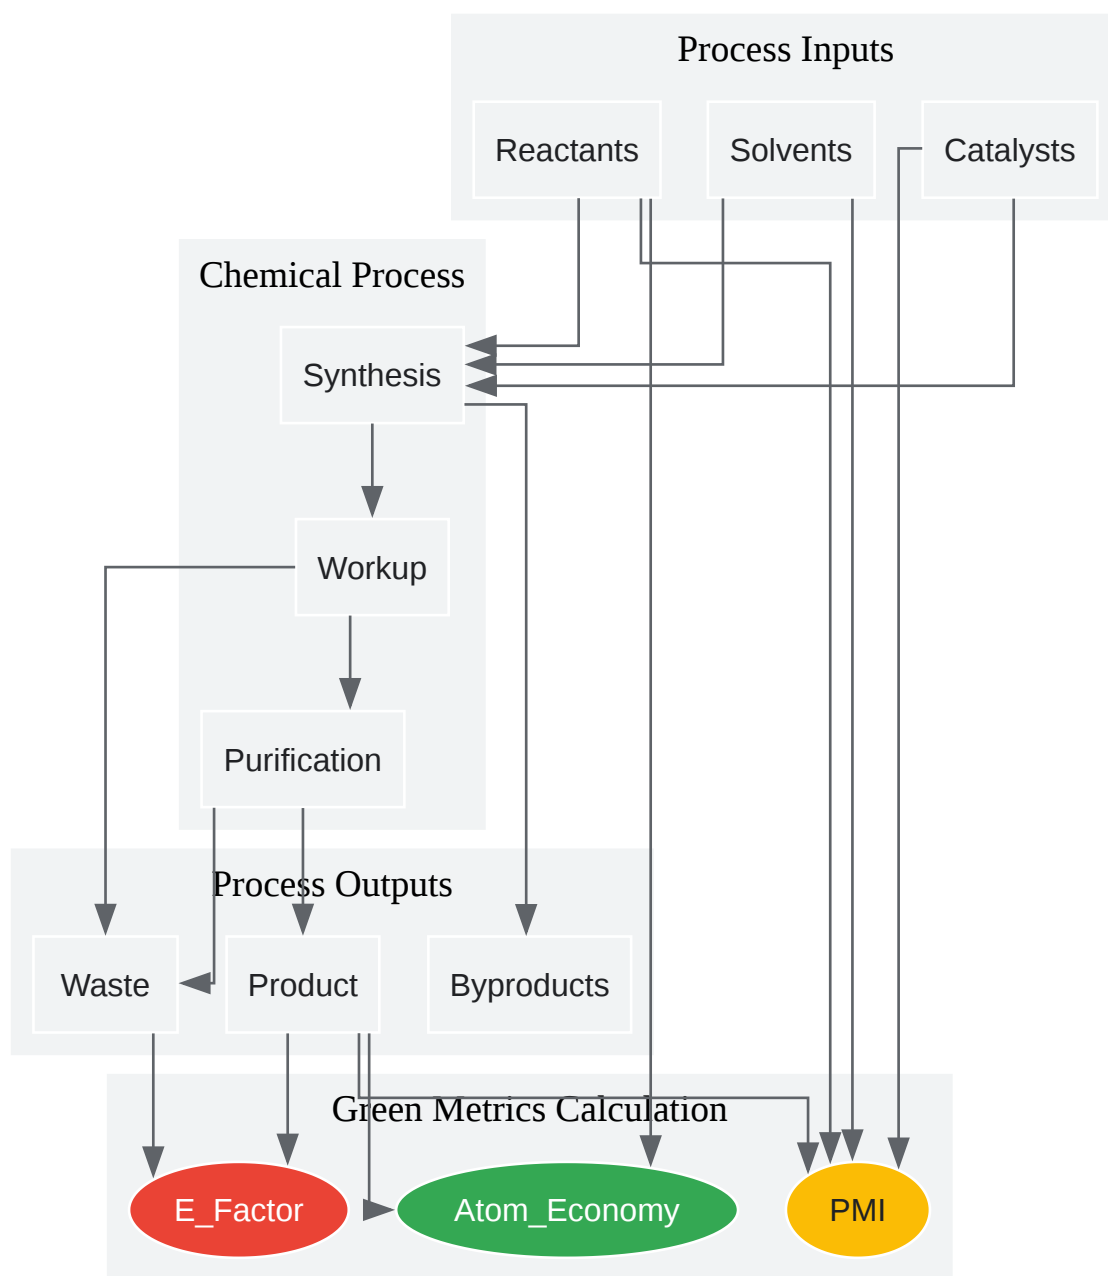 Process Inputs
Reactants
Solvents
Catalysts
Chemical Process
Synthesis
Workup
Purification
Process Outputs
Waste
Product
Byproducts
Green Metrics Calculation
E_Factor
Atom_Economy
PMI